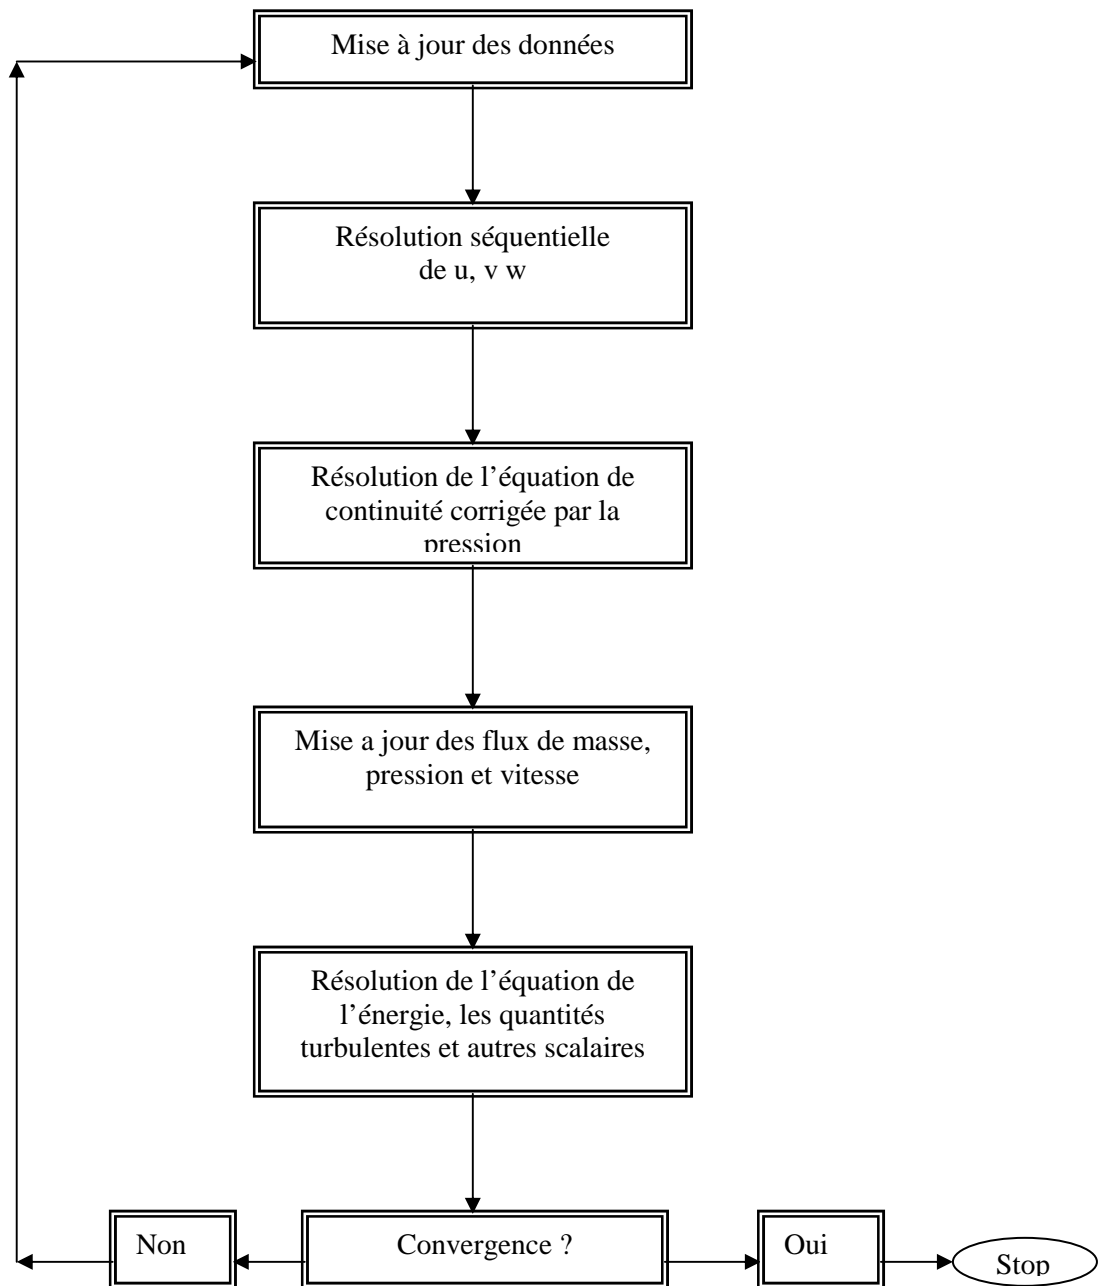 Mise à jour des données
Résolution séquentielle
de u, v w
Résolution de l’équation de
continuité corrigée par la
pression
Mise a jour des flux de masse,
pression et vitesse
Résolution de l’équation de
l’énergie, les quantités
turbulentes et autres scalaires
Non
Convergence ?
Oui
Stop